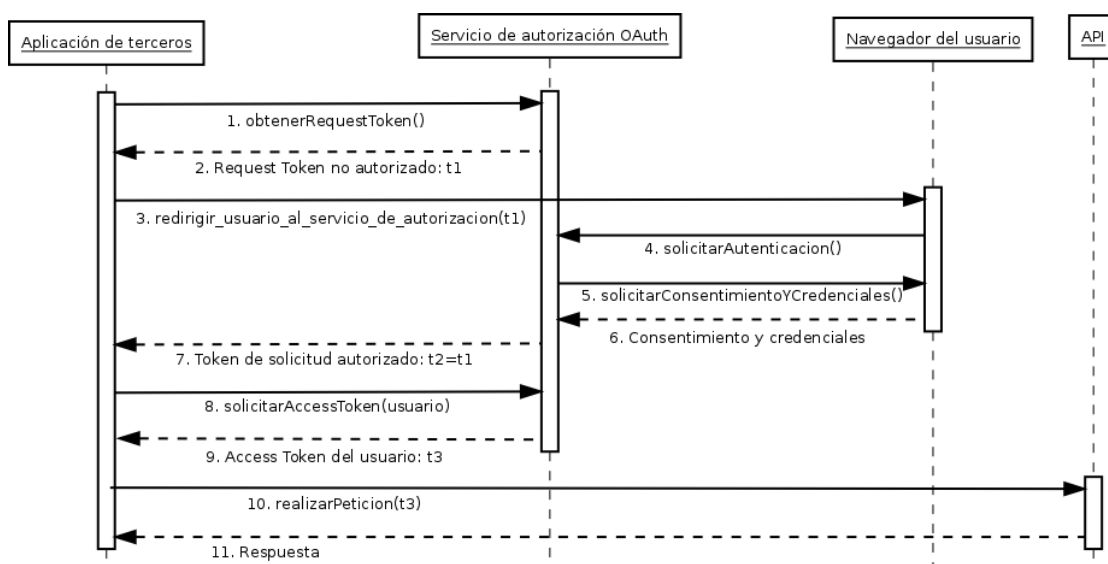 Aplicación de terceros
Servicio de autorización OAuth
Navegador del usuario
API
1. obtenerRequestToken()
2. Request Token no autorizado: t1
3. redirigir_usuario_al_servicio_de_autorizacion(t1)
4. solicitarAutenticacion()
5. solicitarConsentimientoYCredenciales()
6. Consentimiento y credenciales
7. Token de solicitud autorizado: t2=t1
8. solicitarAccessToken(usuario)
9. Access Token del usuario: t3
10. realizarPeticion(t3)
11. Respuesta